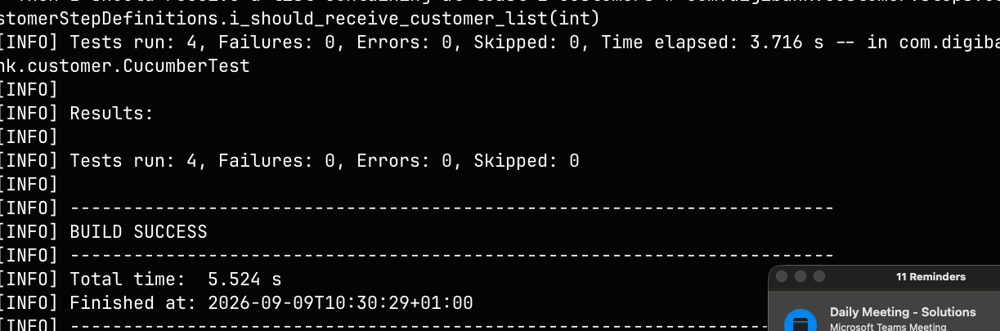 stomerStepDefinitions.i_should_receive_customer_list(int)
[INFO] Tests run: 4, Failures: 0, Errors: 0, Skipped: 0, Time elapsed: 3.716 s -- in com.digiba
nk.customer.CucumberTest
[INFO]
[INFO] Results:
[INFO]
[INFO] Tests run: 4, Failures: 0, Errors: 0, Skipped: 0
[INFO]
[INFO] ------------------------------------------------------------------------
[INFO] BUILD SUCCESS
[INFO] ------------------------------------------------------------------------
[INFO] Total time:  5.524 s
[INFO] Finished at: 2026-09-09T10:30:29+01:00
[INFO] ------------------------------------------------------------------------
11 Reminders
Daily Meeting - Solutions
Microsoft Teams Meeting